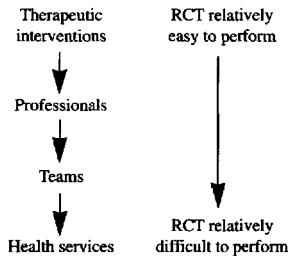 Therapeutic
interventions
Professionals
Teams
Health services
RCT relatively
easy to perform
RCT relatively
difficult to perform